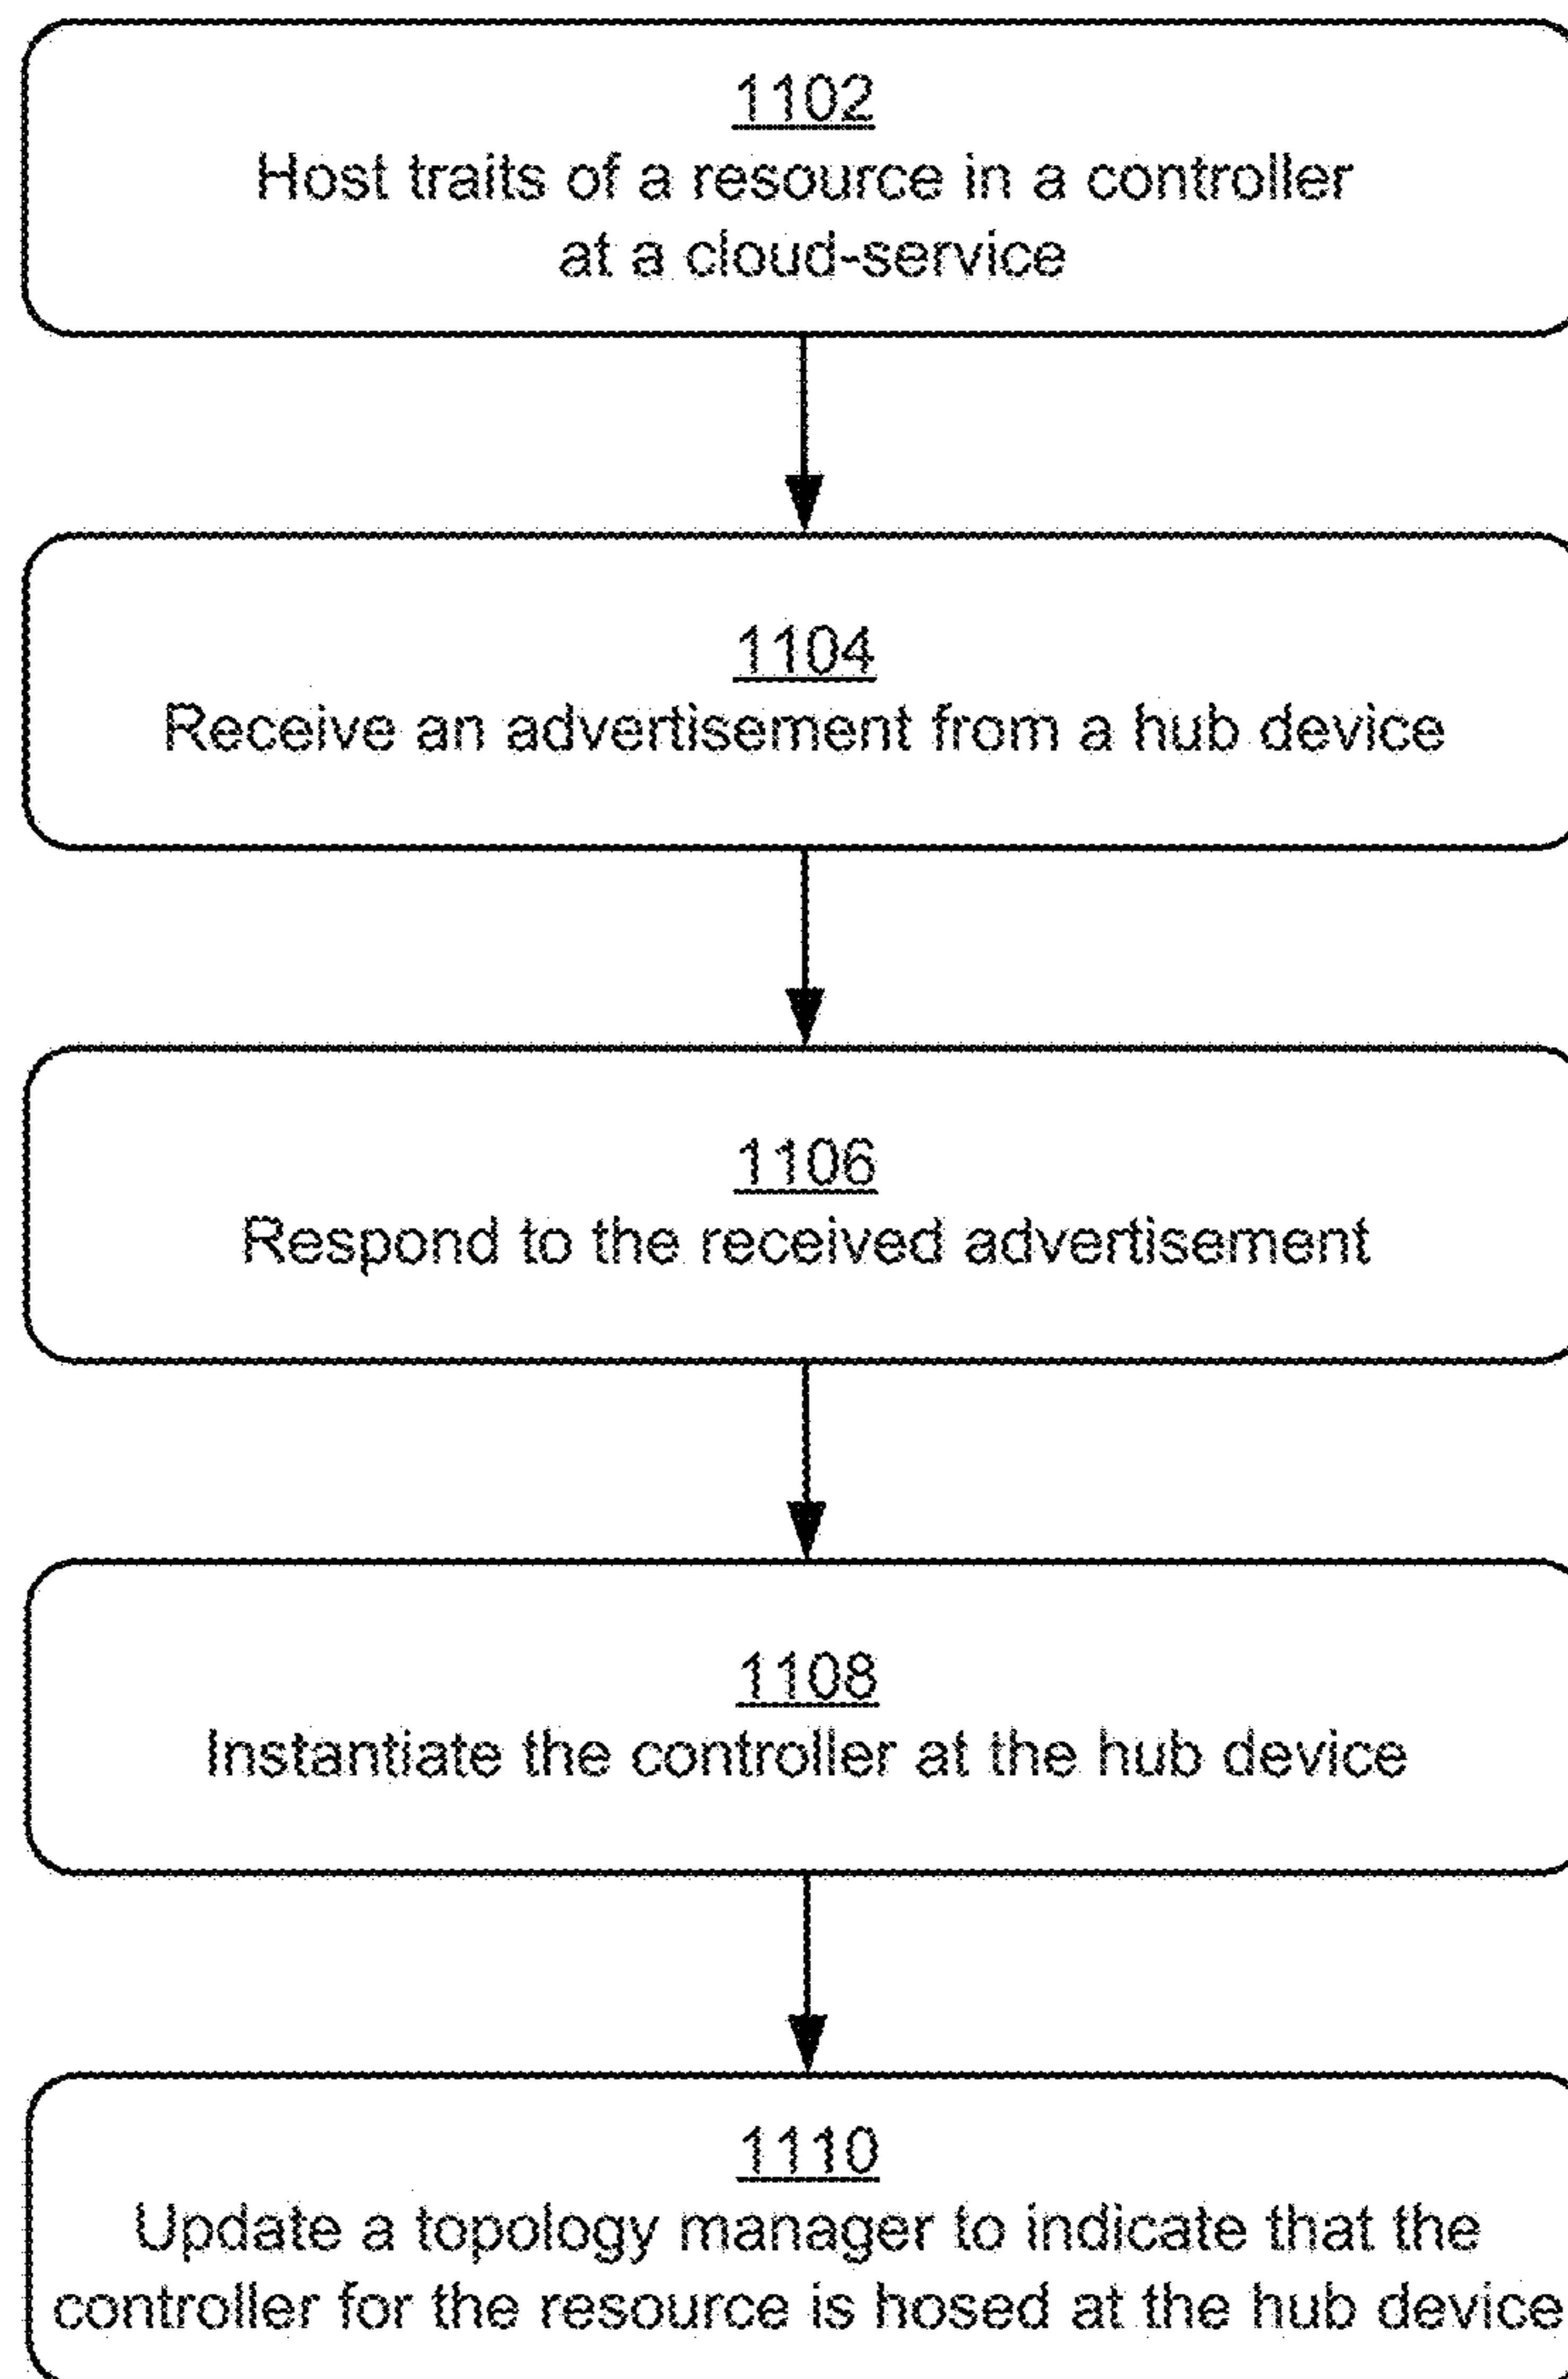 1102
Host traits of a resource in a controller
at a cloud-service
1104
Receive an advertisement from a hub device
1106
Respond to the received advertisement
1108
Instantiate the controller at the hub device
1110
Update a topology manager to indicate that the
controller for the resource is hosed at the hub device